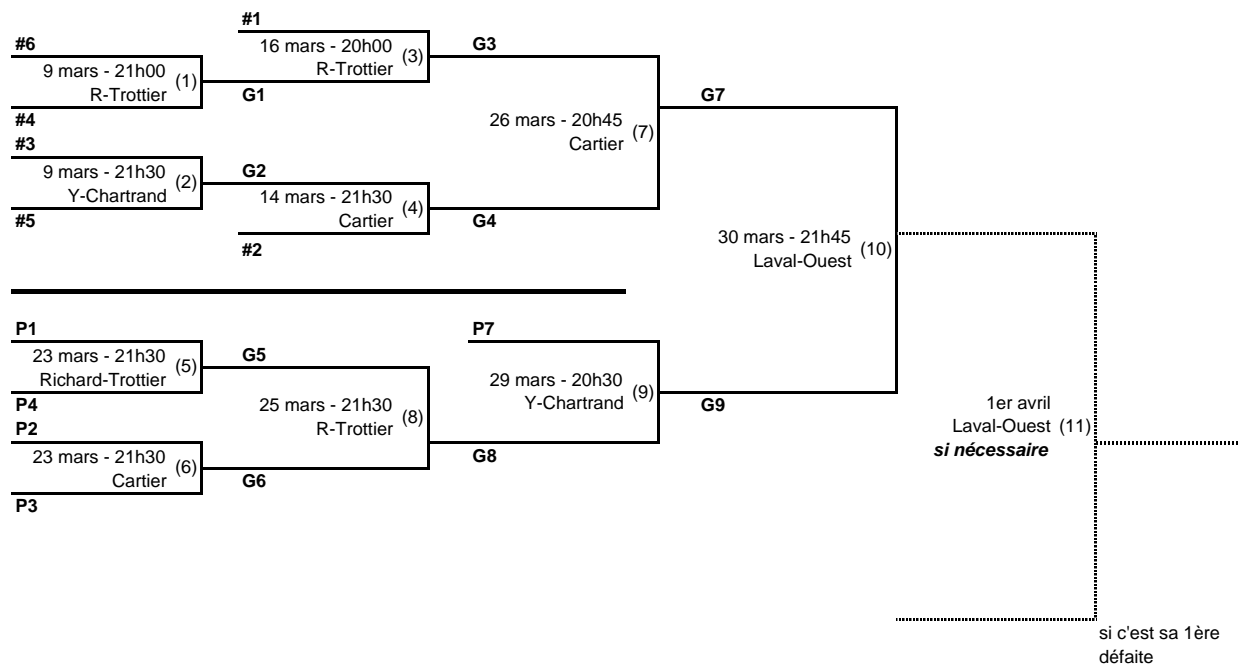 #1
#6
16 mars - 20h00
(3)
R-Trottier
G3
9 mars - 21h00
(1)
R-Trottier
G1
G7
#4
#3
26 mars - 20h45
(7)
Cartier
9 mars - 21h30
(2)
Y-Chartrand
G2
14 mars - 21h30
(4)
Cartier
#5
G4
#2
30 mars - 21h45
(10)
Laval-Ouest
P1
P7
23 mars - 21h30
(5)
Richard-Trottier
G5
29 mars - 20h30
(9)
Y-Chartrand
P4
25 mars - 21h30
(8)
R-Trottier
G9
1er avril
Laval-Ouest (11)
si nécessaire
P2
23 mars - 21h30
(6)
Cartier
G8
G6
P3
si c'est sa 1ère
défaite